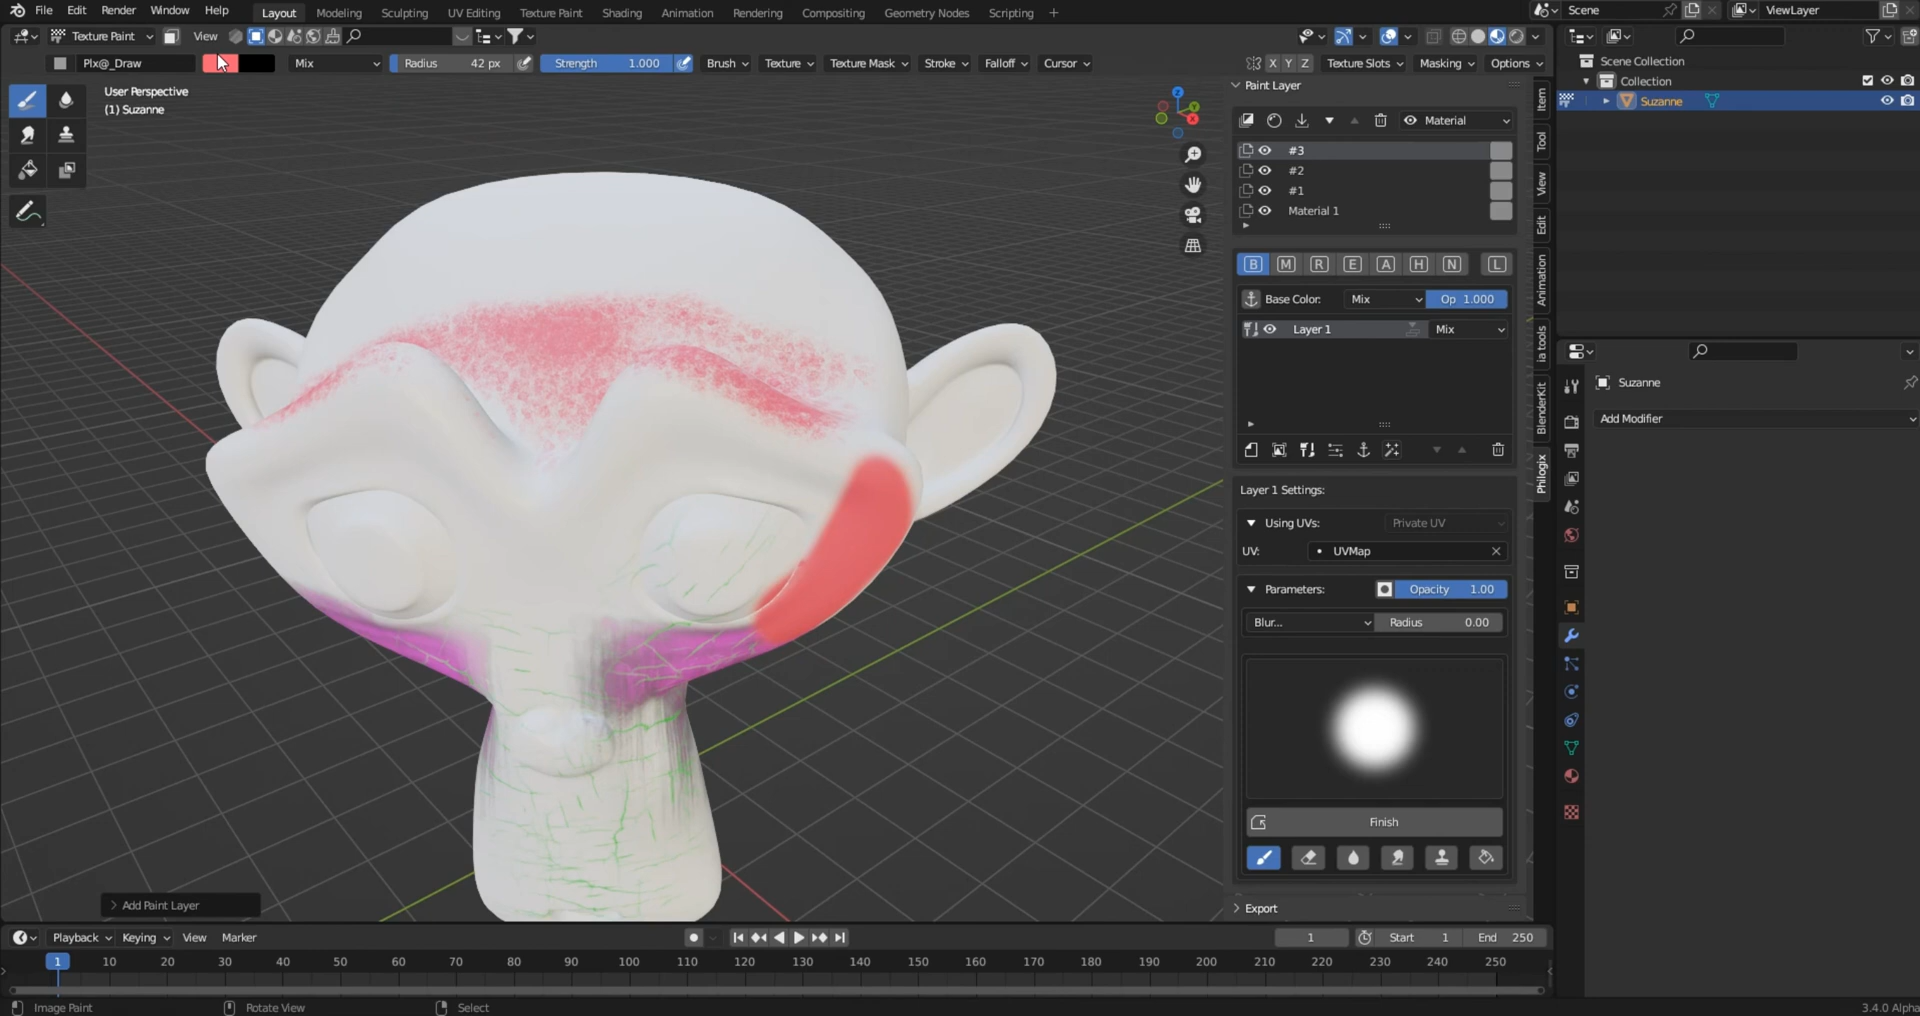 File Edit Render Window Help Layout Modeling Sculpting UV Editing Texture Paint Shading Animation Rendering Compositing Geometry Nodes Scripting + Scene ViewLayer
Texture Paint View
Plx@_Draw Mix Radius 42 px Strength 1.000 Brush Texture Texture Mask Stroke Falloff Cursor X Y Z Texture Slots Masking Options
Scene Collection
Collection
Suzanne
User Perspective
(1) Suzanne
Paint Layer
Material
#3
#2
#1
Material 1
B M R E A H N L
Base Color: Mix Op 1.000
Layer 1 Mix
Layer 1 Settings:
Using UVs: Private UV
UV: UVMap
Parameters: Opacity 1.00
Blur... Radius 0.00
Finish
Export
Item
Tool
View
Edit
Animation
ia tools
BlenderKit
Philogix
Suzanne
Add Modifier
Add Paint Layer
Playback Keying View Marker 1 Start 1 End 250
1 10 20 30 40 50 60 70 80 90 100 110 120 130 140 150 160 170 180 190 200 210 220 230 240 250
Image Paint Rotate View Select 3.4.0 Alpha